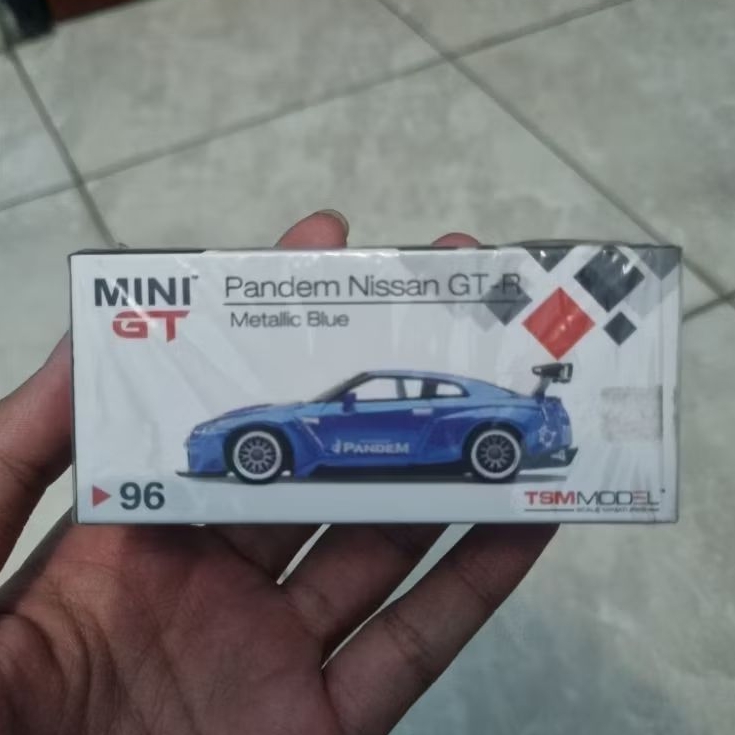 MINI GT
Pandem Nissan GT-R
Metallic Blue
PANDEM
96
TSMMODEL